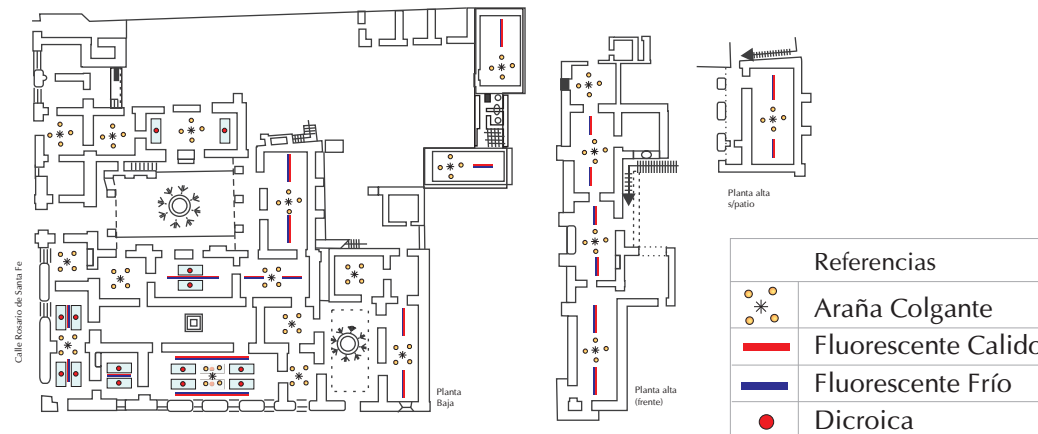 Calle Rosario de Santa Fe
Planta
Baja
Planta alta
(frente)
Planta alta
s/patio
Referencias
Araña Colgante
Fluorescente Calido
Fluorescente Frío
Dicroica